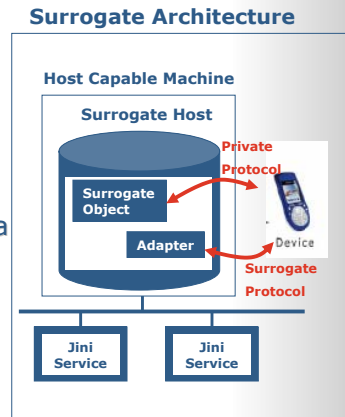 Surrogate Architecture
Host Capable Machine
Surrogate Host
Private
Protocol
Surrogate
Object
a
Adapter
Device
Surrogate
Protocol
Jini
Service
Jini
Service